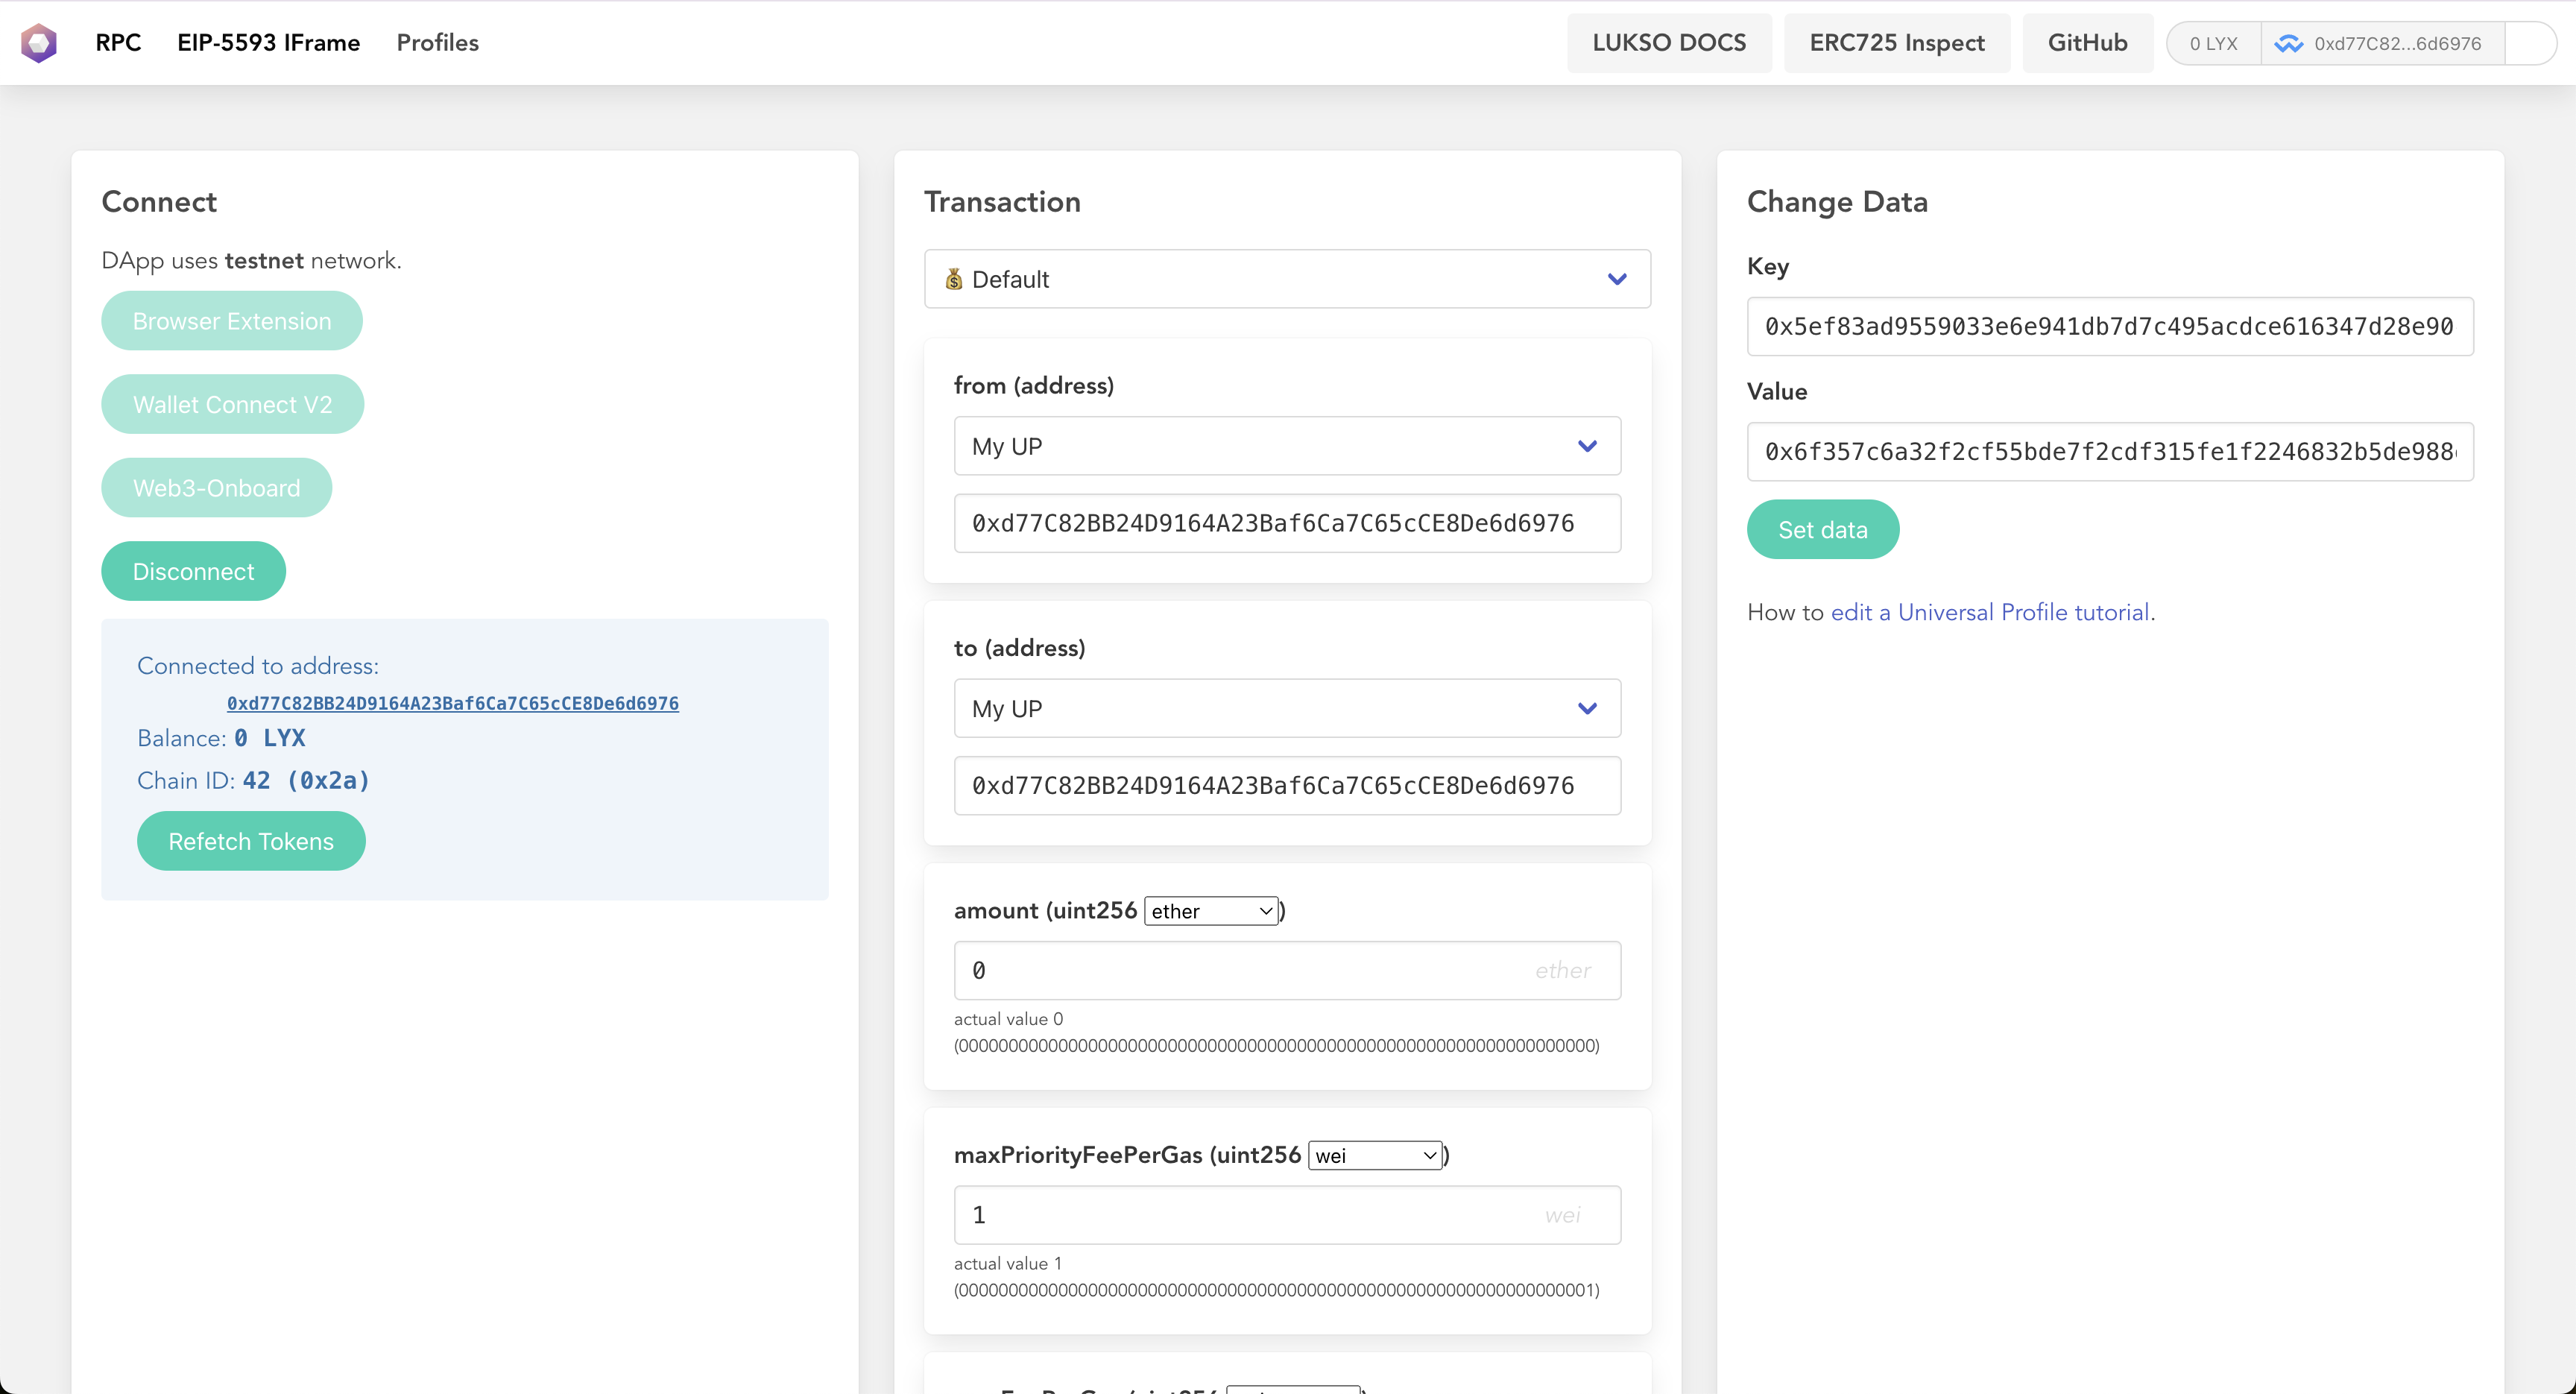 RPC EIP-5593 IFrame Profiles LUKSO DOCS ERC725 Inspect GitHub 0 LYX 0xd77C82...6d6976
Connect
DApp uses testnet network.
Browser Extension
Wallet Connect V2
Web3-Onboard
Disconnect
Connected to address:
0xd77C82BB24D9164A23Baf6Ca7C65cCE8De6d6976
Balance: 0 LYX
Chain ID: 42 (0x2a)
Refetch Tokens
Transaction
💰 Default
from (address)
My UP
0xd77C82BB24D9164A23Baf6Ca7C65cCE8De6d6976
to (address)
My UP
0xd77C82BB24D9164A23Baf6Ca7C65cCE8De6d6976
amount (uint256 ether)
0 ether
actual value 0
(0000000000000000000000000000000000000000000000000000000000000000)
maxPriorityFeePerGas (uint256 wei)
1 wei
actual value 1
(0000000000000000000000000000000000000000000000000000000000000001)
Change Data
Key
0x5ef83ad9559033e6e941db7d7c495acdce616347d28e90
Value
0x6f357c6a32f2cf55bde7f2cdf315fe1f2246832b5de988
Set data
How to edit a Universal Profile tutorial.